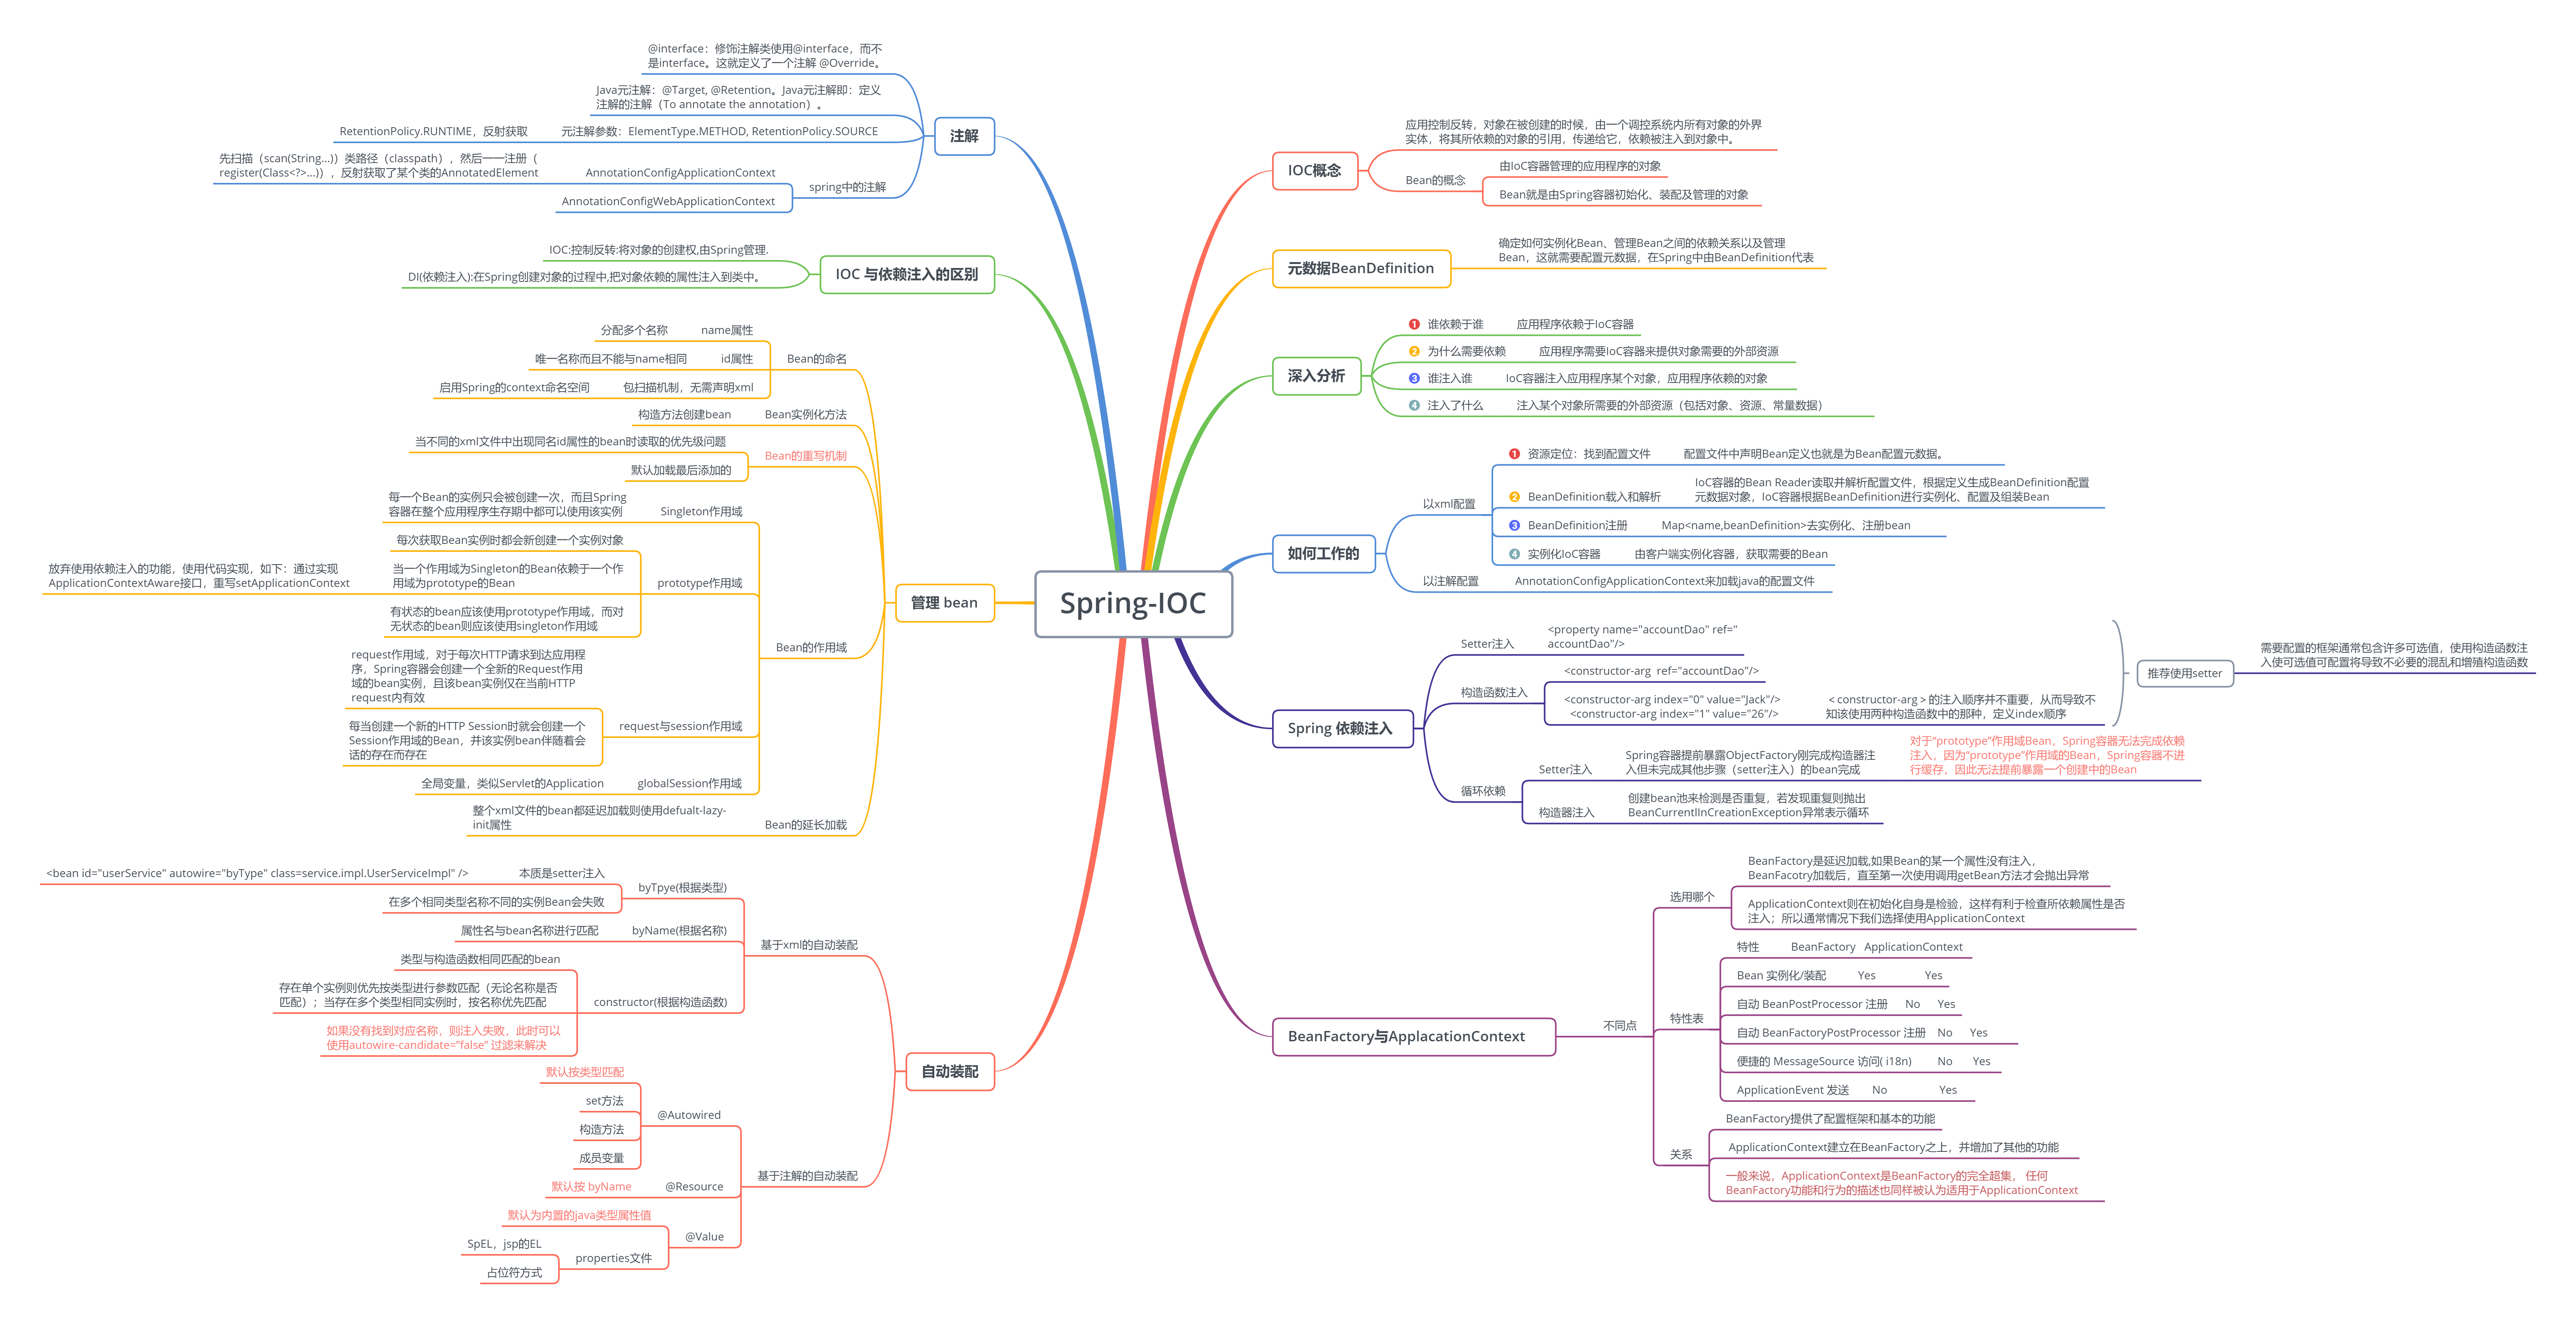 Spring-IOC
IOC概念
应用控制反转，对象在被创建的时候，由一个调控系统内所有对象的外界
实体，将其所依赖的对象的引用，传递给它，依赖被注入到对象中。
Bean的概念
由IoC容器管理的应用程序的对象
Bean就是由Spring容器初始化、装配及管理的对象
元数据BeanDefinition
确定如何实例化Bean、管理Bean之间的依赖关系以及管理
Bean，这就需要配置元数据，在Spring中由BeanDefinition代表
深入分析
1 谁依赖于谁 应用程序依赖于IoC容器
2 为什么需要依赖 应用程序需要IoC容器来提供对象需要的外部资源
3 谁注入谁 IoC容器注入应用程序某个对象，应用程序依赖的对象
4 注入了什么 注入某个对象所需要的外部资源（包括对象、资源、常量数据）
如何工作的
以xml配置
1 资源定位：找到配置文件 配置文件中声明Bean定义也就是为Bean配置元数据。
2 BeanDefinition载入和解析
IoC容器的Bean Reader读取并解析配置文件，根据定义生成BeanDefinition配置
元数据对象，IoC容器根据BeanDefinition进行实例化、配置及组装Bean
3 BeanDefinition注册 Map<name,beanDefinition>去实例化、注册bean
4 实例化IoC容器 由客户端实例化容器，获取需要的Bean
以注解配置 AnnotationConfigApplicationContext来加载java的配置文件
Spring 依赖注入
Setter注入
<property name="accountDao" ref="
accountDao"/>
构造函数注入
<constructor-arg  ref="accountDao"/>
<constructor-arg index="0" value="Jack"/>
<constructor-arg index="1" value="26"/>
< constructor-arg > 的注入顺序并不重要，从而导致不
知该使用两种构造函数中的那种，定义index顺序
推荐使用setter
需要配置的框架通常包含许多可选值，使用构造函数注
入使可选值可配置将导致不必要的混乱和增殖构造函数
循环依赖
Setter注入
Spring容器提前暴露ObjectFactory刚完成构造器注
入但未完成其他步骤（setter注入）的bean完成
对于“prototype”作用域Bean，Spring容器无法完成依赖
注入，因为“prototype”作用域的Bean，Spring容器不进
行缓存，因此无法提前暴露一个创建中的Bean
构造器注入
创建bean池来检测是否重复，若发现重复则抛出
BeanCurrentlInCreationException异常表示循环
BeanFactory与ApplacationContext
不同点
选用哪个
BeanFactory是延迟加载,如果Bean的某一个属性没有注入，
BeanFacotry加载后，直至第一次使用调用getBean方法才会抛出异常
ApplicationContext则在初始化自身是检验，这样有利于检查所依赖属性是否
注入；所以通常情况下我们选择使用ApplicationContext
特性表
特性 BeanFactory ApplicationContext
Bean 实例化/装配 Yes Yes
自动 BeanPostProcessor 注册 No Yes
自动 BeanFactoryPostProcessor 注册 No Yes
便捷的 MessageSource 访问( i18n) No Yes
ApplicationEvent 发送 No Yes
关系
BeanFactory提供了配置框架和基本的功能
ApplicationContext建立在BeanFactory之上，并增加了其他的功能
一般来说，ApplicationContext是BeanFactory的完全超集， 任何
BeanFactory功能和行为的描述也同样被认为适用于ApplicationContext
注解
@interface：修饰注解类使用@interface，而不
是interface。这就定义了一个注解 @Override。
Java元注解：@Target, @Retention。Java元注解即：定义
注解的注解（To annotate the annotation）。
元注解参数：ElementType.METHOD, RetentionPolicy.SOURCE
RetentionPolicy.RUNTIME，反射获取
spring中的注解
AnnotationConfigApplicationContext
先扫描（scan(String...)）类路径（classpath），然后一一注册（
register(Class<?>...)），反射获取了某个类的AnnotatedElement
AnnotationConfigWebApplicationContext
IOC 与依赖注入的区别
IOC:控制反转:将对象的创建权,由Spring管理.
DI(依赖注入):在Spring创建对象的过程中,把对象依赖的属性注入到类中。
管理 bean
Bean的命名
name属性 分配多个名称
id属性 唯一名称而且不能与name相同
包扫描机制，无需声明xml 启用Spring的context命名空间
Bean实例化方法 构造方法创建bean
Bean的重写机制
当不同的xml文件中出现同名id属性的bean时读取的优先级问题
默认加载最后添加的
Bean的作用域
Singleton作用域
每一个Bean的实例只会被创建一次，而且Spring
容器在整个应用程序生存期中都可以使用该实例
prototype作用域
每次获取Bean实例时都会新创建一个实例对象
当一个作用域为Singleton的Bean依赖于一个作
用域为prototype的Bean
放弃使用依赖注入的功能，使用代码实现，如下：通过实现
ApplicationContextAware接口，重写setApplicationContext
有状态的bean应该使用prototype作用域，而对
无状态的bean则应该使用singleton作用域
request与session作用域
request作用域，对于每次HTTP请求到达应用程
序，Spring容器会创建一个全新的Request作用
域的bean实例，且该bean实例仅在当前HTTP
request内有效
每当创建一个新的HTTP Session时就会创建一个
Session作用域的Bean，并该实例bean伴随着会
话的存在而存在
globalSession作用域 全局变量，类似Servlet的Application
Bean的延长加载
整个xml文件的bean都延迟加载则使用defualt-lazy-
init属性
自动装配
基于xml的自动装配
byTpye(根据类型)
本质是setter注入
<bean id="userService" autowire="byType" class=service.impl.UserServiceImpl" />
在多个相同类型名称不同的实例Bean会失败
byName(根据名称) 属性名与bean名称进行匹配
constructor(根据构造函数)
类型与构造函数相同匹配的bean
存在单个实例则优先按类型进行参数匹配（无论名称是否
匹配）；当存在多个类型相同实例时，按名称优先匹配
如果没有找到对应名称，则注入失败，此时可以
使用autowire-candidate=”false” 过滤来解决
基于注解的自动装配
@Autowired
默认按类型匹配
set方法
构造方法
成员变量
@Resource 默认按 byName
@Value
默认为内置的java类型属性值
properties文件
SpEL，jsp的EL
占位符方式